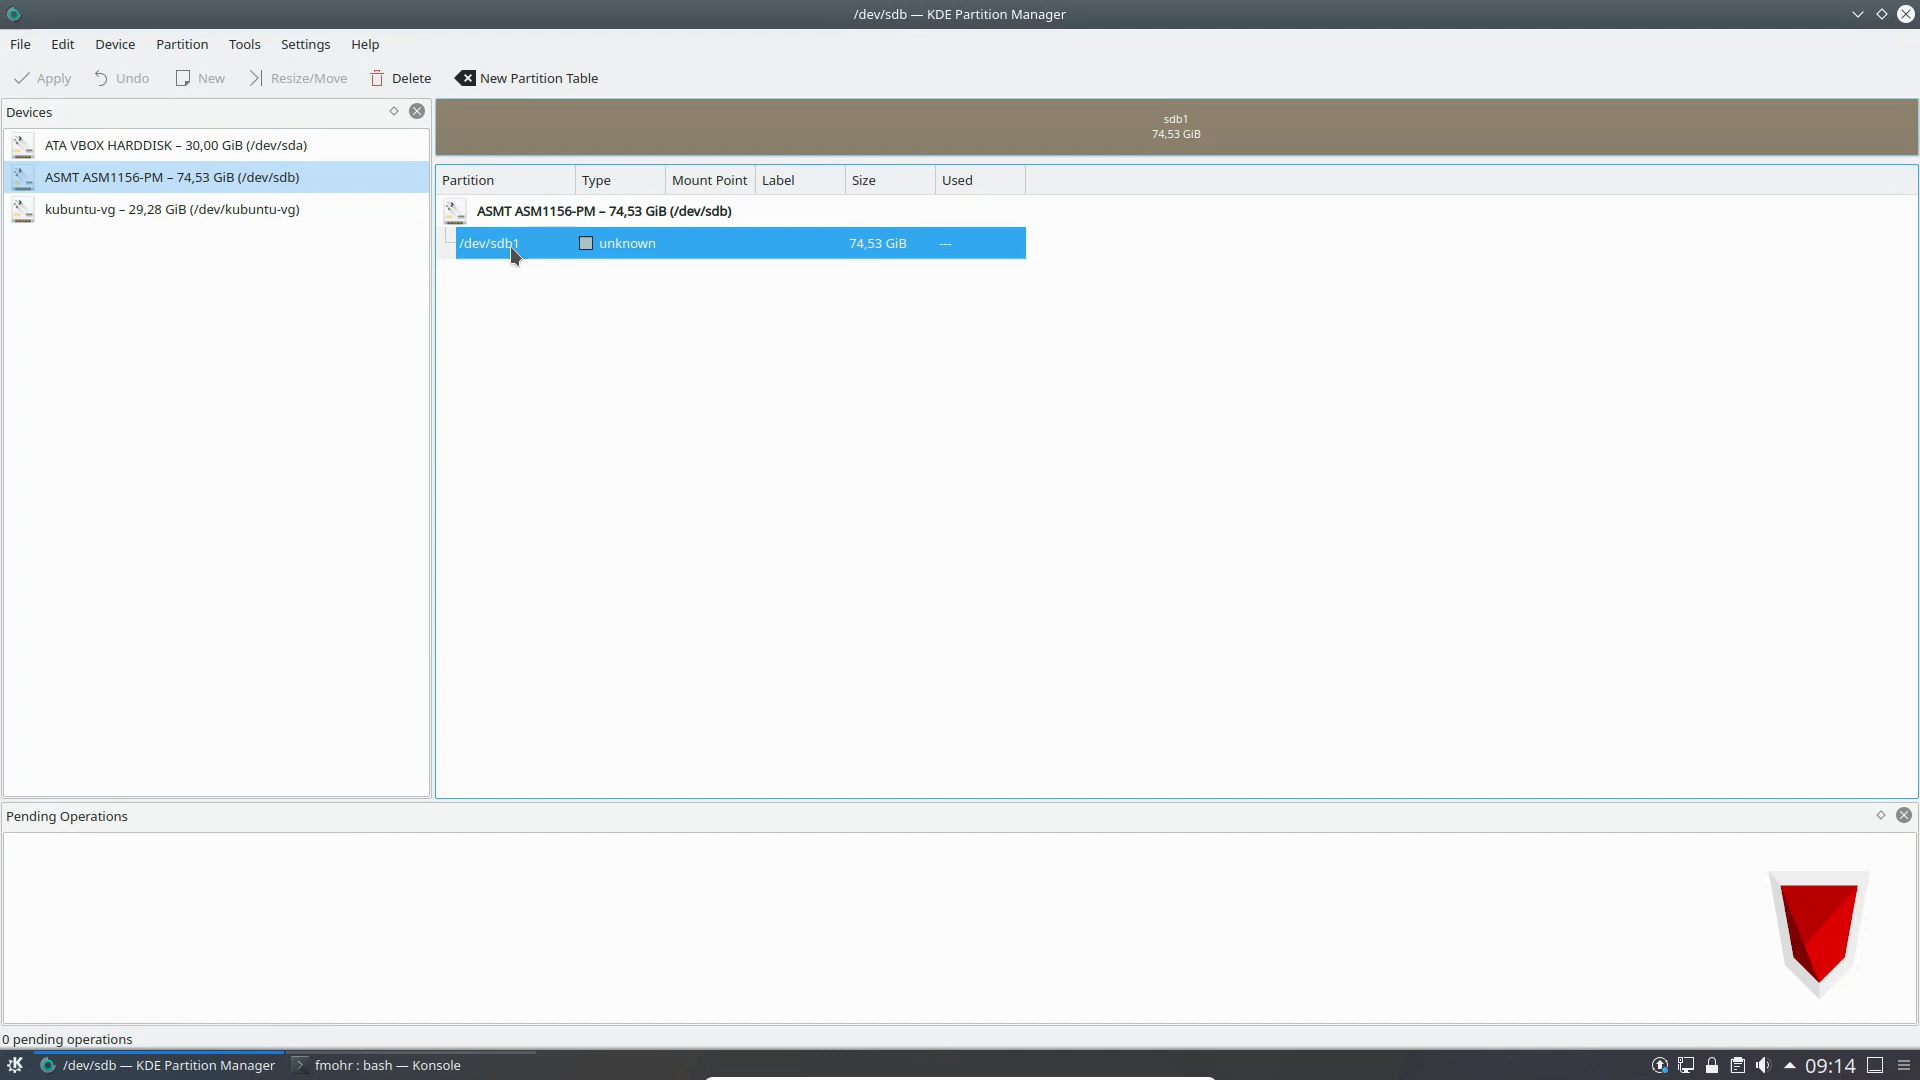 /dev/sdb — KDE Partition Manager
File Edit Device Partition Tools Settings Help
Apply Undo New Resize/Move Delete New Partition Table
Devices
ATA VBOX HARDDISK – 30,00 GiB (/dev/sda)
ASMT ASM1156-PM – 74,53 GiB (/dev/sdb)
kubuntu-vg – 29,28 GiB (/dev/kubuntu-vg)
sdb1
74,53 GiB
Partition Type Mount Point Label Size Used
ASMT ASM1156-PM – 74,53 GiB (/dev/sdb)
/dev/sdb1 unknown 74,53 GiB ---
Pending Operations
0 pending operations
/dev/sdb — KDE Partition Manager fmohr : bash — Konsole 09:14